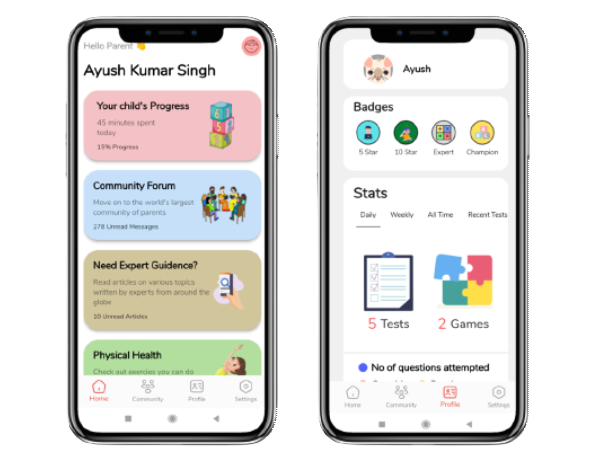 Hello Parent 👋
Ayush Kumar Singh
Your child's Progress
45 minutes spent
today
15% Progress
Community Forum
Move on to the world's largest
community of parents
278 Unread Messages
Need Expert Guidence?
Read articles on various topics
written by experts from around the
globe
10 Unread Articles
Physical Health
Check out exercies you can do
Home
Community
Profile
Settings
Ayush
Badges
5 Star
10 Star
Expert
Champion
Stats
Daily
Weekly
All Time
Recent Tests
5 Tests
2 Games
No of questions attempted
Home
Community
Profile
Settings